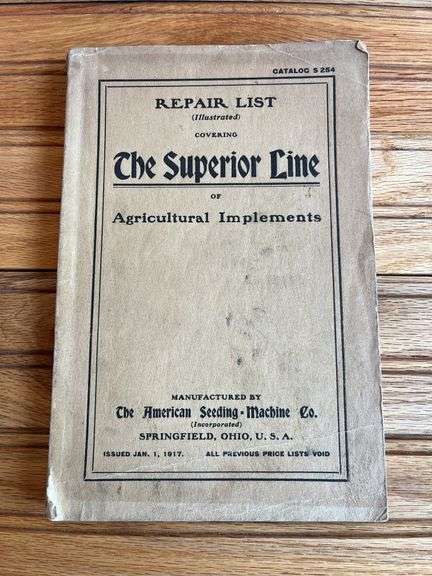 CATALOG S 254
REPAIR LIST
(Illustrated)
COVERING
The Superior Line
OF
Agricultural Implements
MANUFACTURED BY
The American Seeding-Machine Co.
(Incorporated)
SPRINGFIELD, OHIO, U. S. A.
ISSUED JAN. 1, 1917. ALL PREVIOUS PRICE LISTS VOID